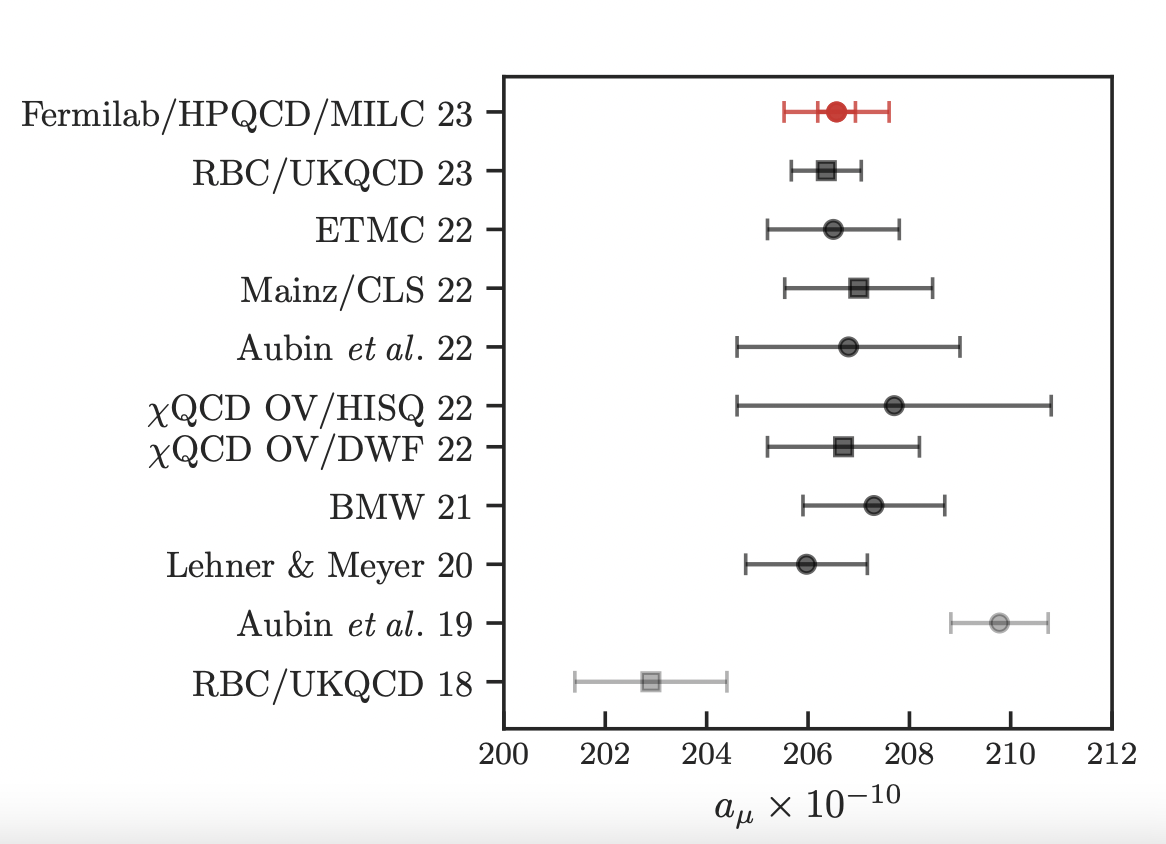 Fermilab/HPQCD/MILC 23
RBC/UKQCD 23
ETMC 22
Mainz/CLS 22
Aubin et al. 22
χQCD OV/HISQ 22
χQCD OV/DWF 22
BMW 21
Lehner & Meyer 20
Aubin et al. 19
RBC/UKQCD 18
200 202 204 206 208 210 212
aμ × 10⁻¹⁰